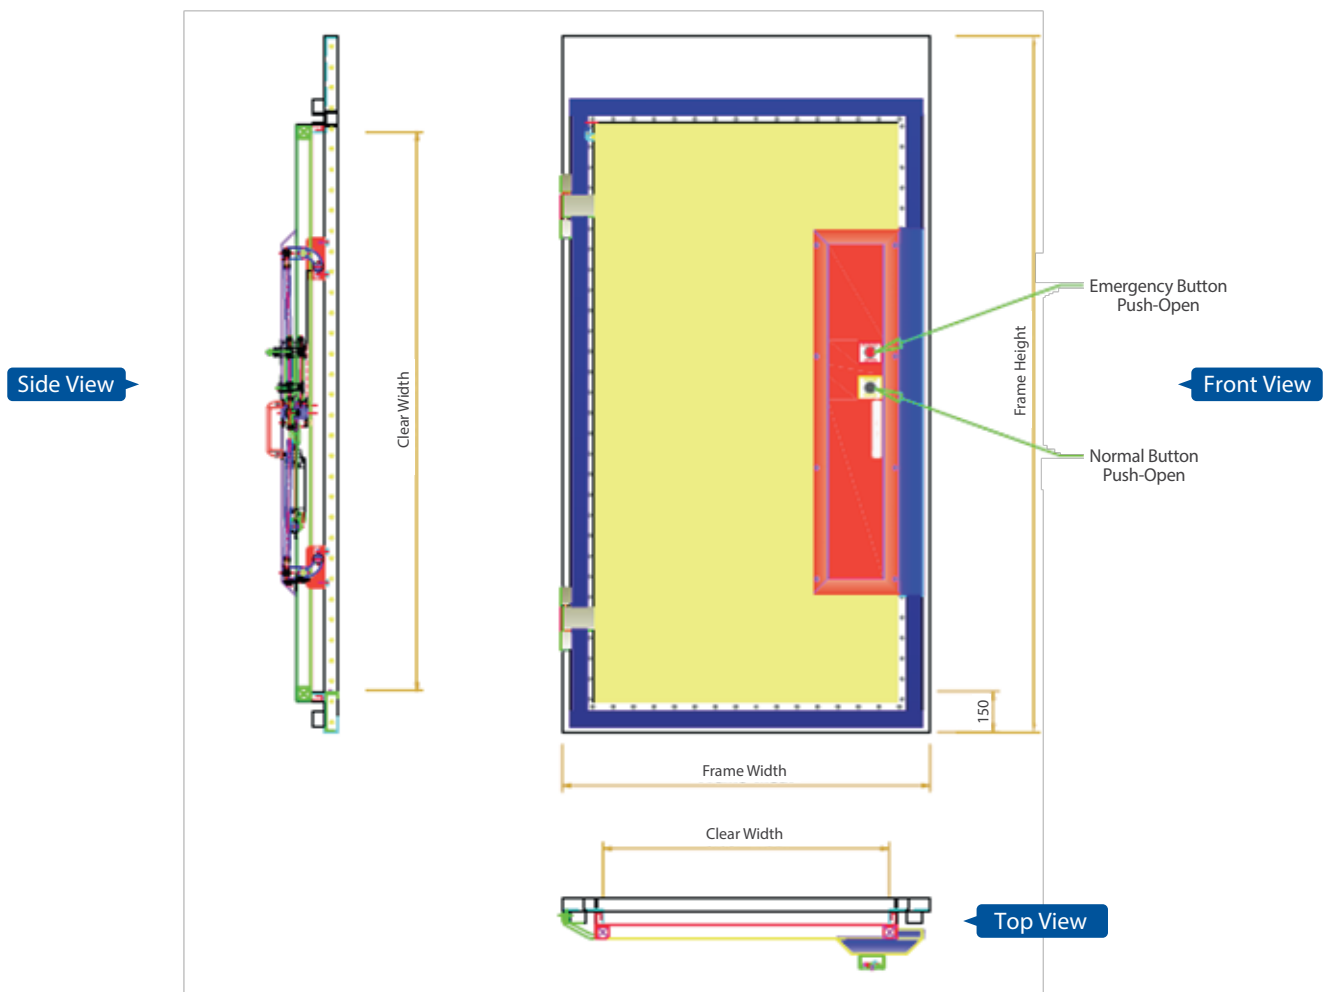 Emergency Button
Push-Open
Frame Height
Side View
Clear Width
Front View
Normal Button
Push-Open
150
Frame Width
Clear Width
Top View